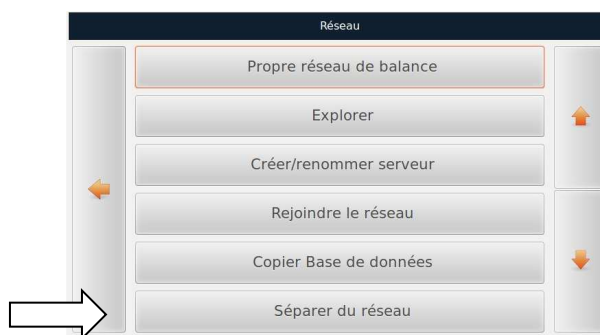 Réseau
Propre réseau de balance
Explorer
Créer/renommer serveur
Rejoindre le réseau
Copier Base de données
Séparer du réseau